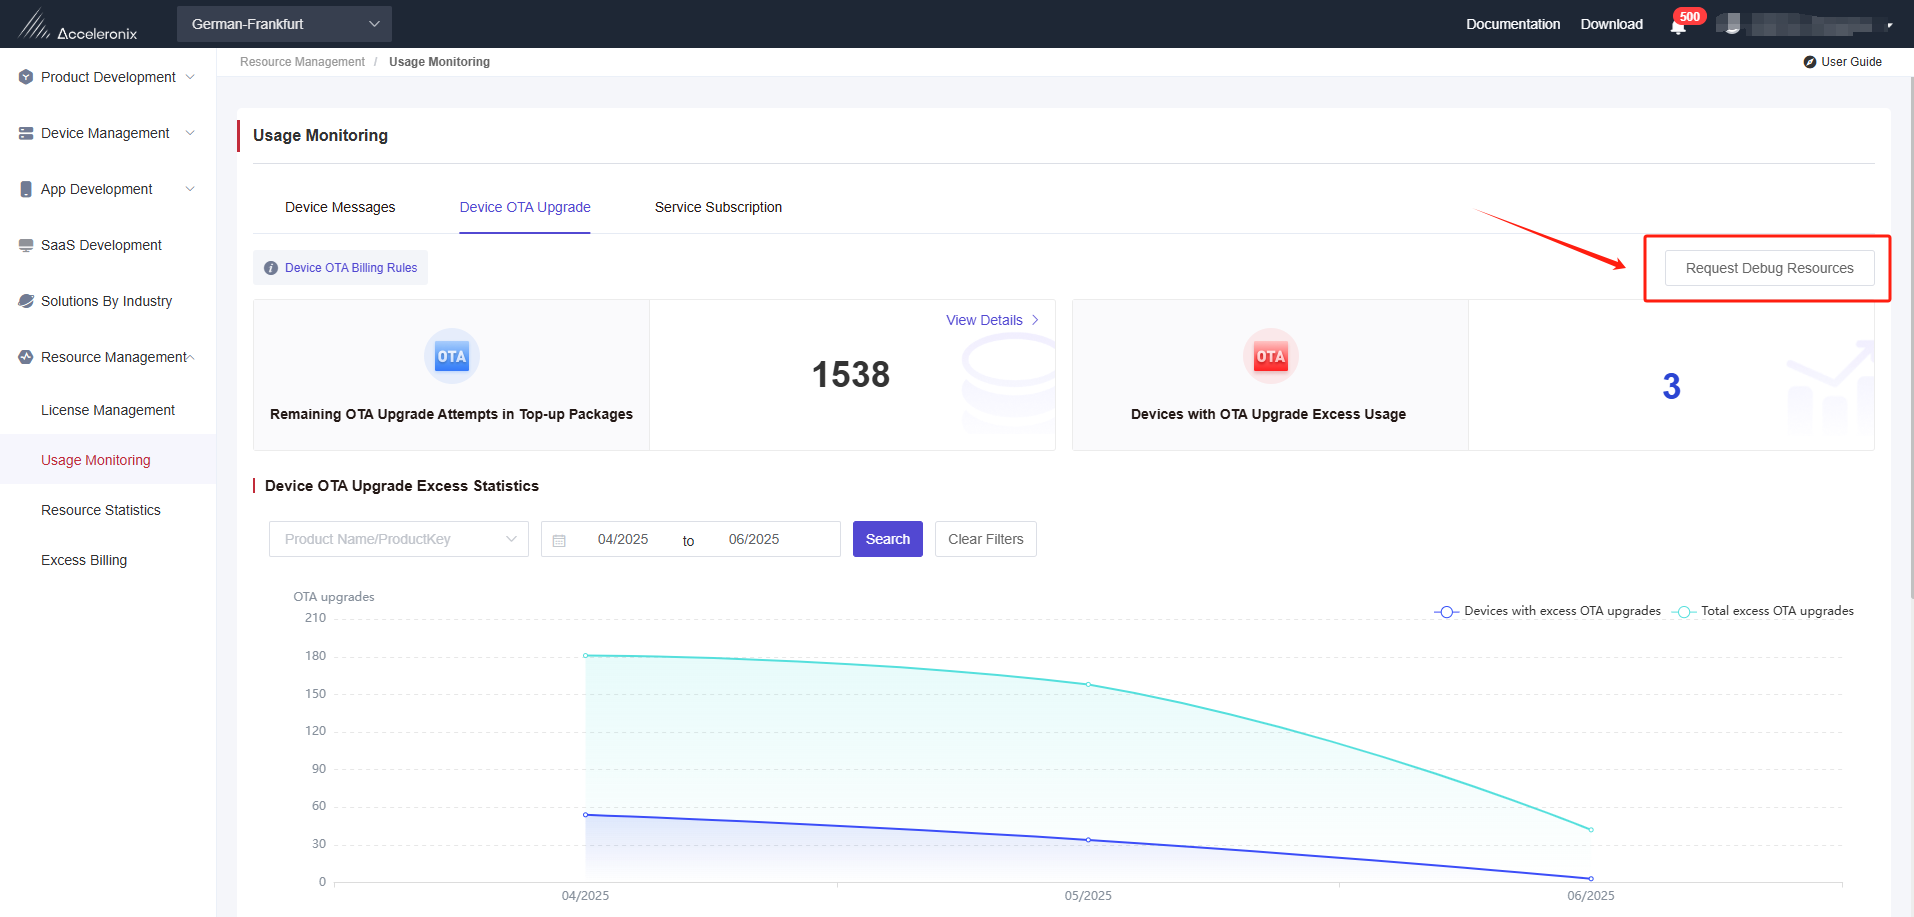 Acceleronix
German-Frankfurt
Documentation
Download
500
Product Development
Device Management
App Development
SaaS Development
Solutions By Industry
Resource Management
License Management
Usage Monitoring
Resource Statistics
Excess Billing
Resource Management / Usage Monitoring
User Guide
Usage Monitoring
Device Messages
Device OTA Upgrade
Service Subscription
i Device OTA Billing Rules
Request Debug Resources
OTA
Remaining OTA Upgrade Attempts in Top-up Packages
View Details
1538
OTA
Devices with OTA Upgrade Excess Usage
3
Device OTA Upgrade Excess Statistics
Product Name/ProductKey
04/2025 to 06/2025
Search
Clear Filters
OTA upgrades
Devices with excess OTA upgrades
Total excess OTA upgrades
210
180
150
120
90
60
30
0
04/2025
05/2025
06/2025